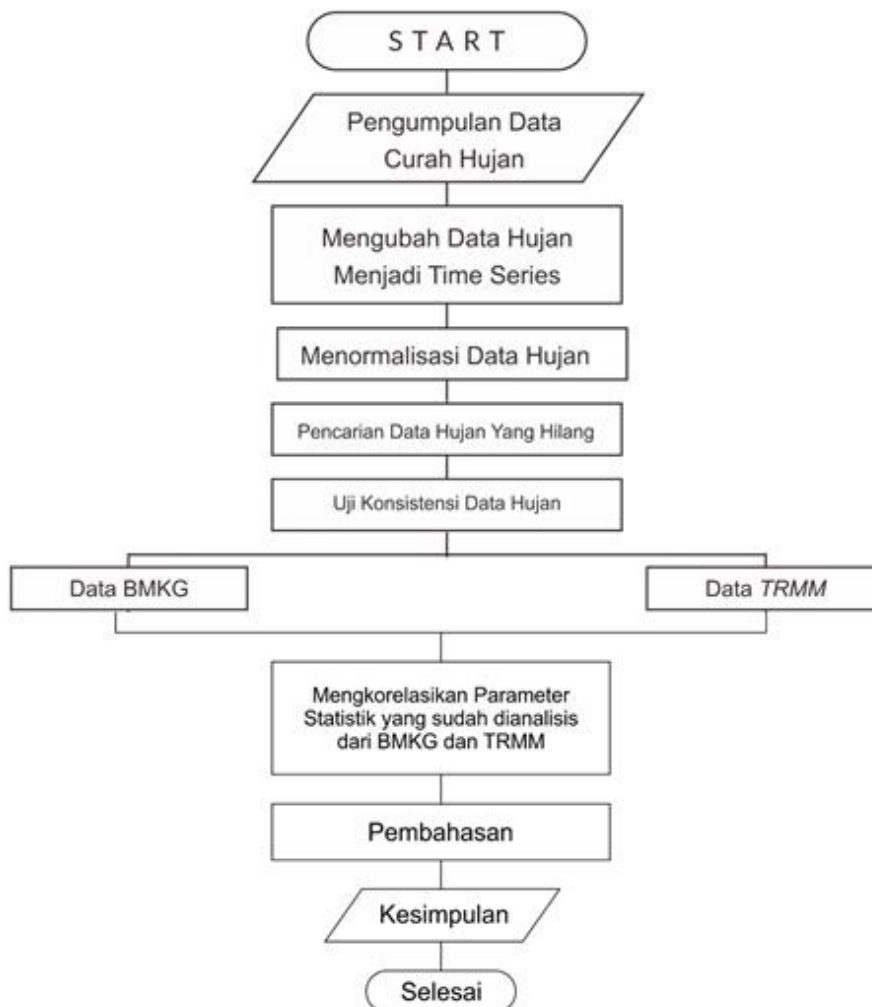 S T A R T
Pengumpulan Data
Curah Hujan
Mengubah Data Hujan
Menjadi Time Series
Menormalisasi Data Hujan
Pencarian Data Hujan Yang Hilang
Uji Konsistensi Data Hujan
Data BMKG
Data TRMM
Mengkorelasikan Parameter
Statistik yang sudah dianalisis
dari BMKG dan TRMM
Pembahasan
Kesimpulan
Selesai